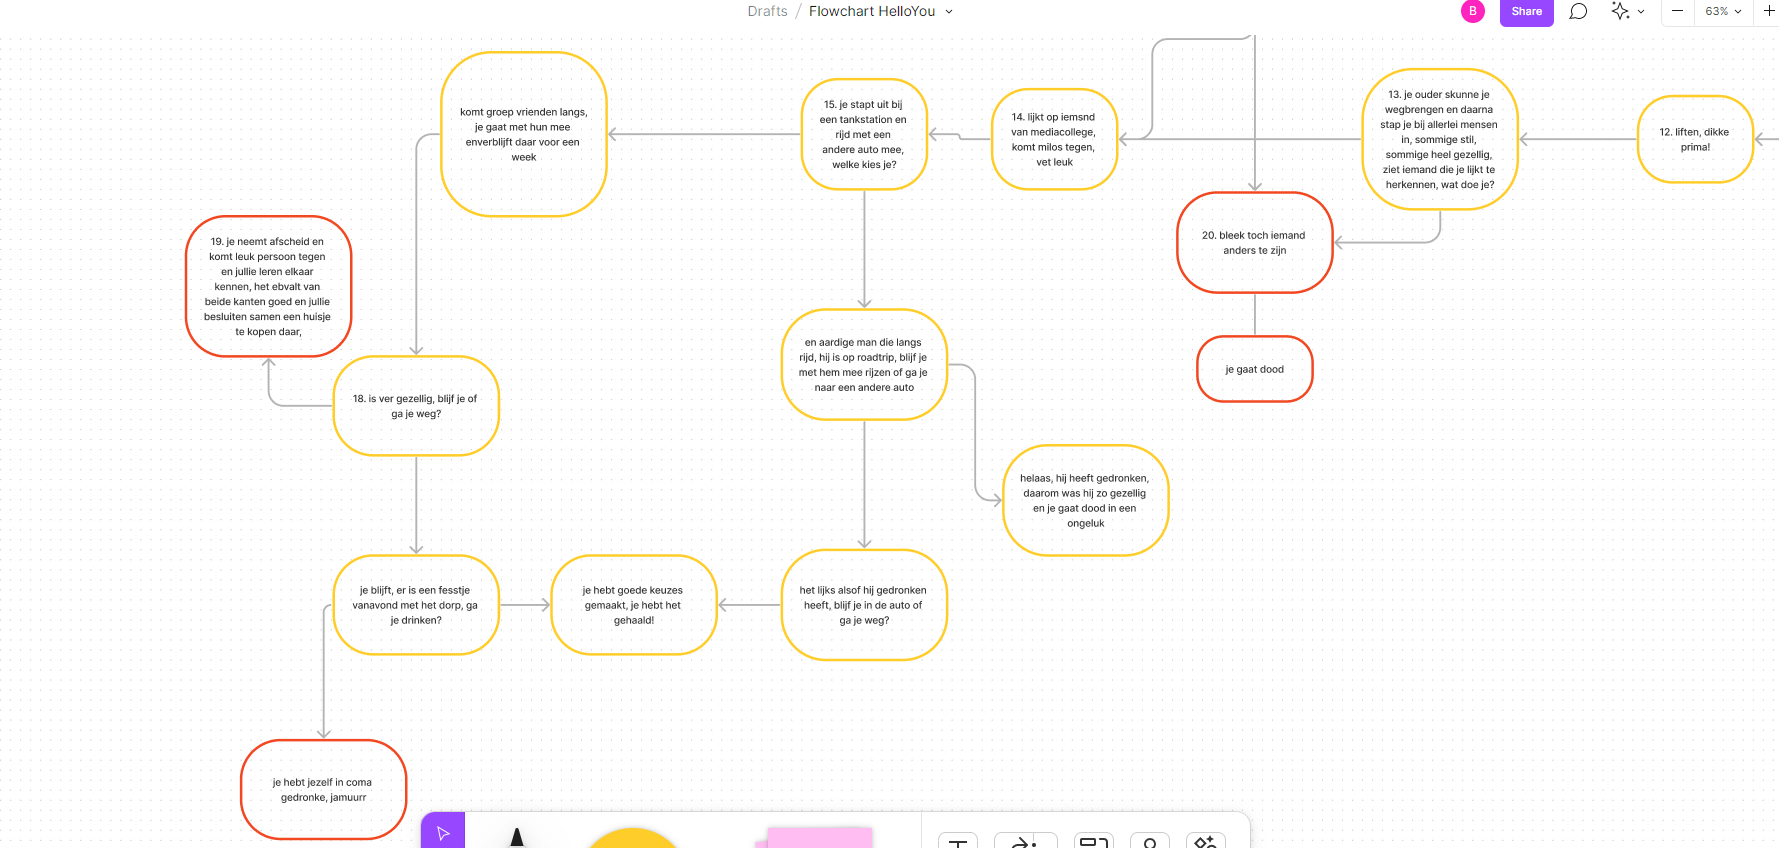 Drafts / Flowchart HelloYou
B
Share
63%
komt groep vrienden langs,
je gaat met hun mee
enverblijft daar voor een
week
15. je stapt uit bij
een tankstation en
rijd met een
andere auto mee,
welke kies je?
14. lijkt op iemsnd
van mediacollege,
komt milos tegen,
vet leuk
13. je ouder skunne je
wegbrengen en daarna
stap je bij allerlei mensen
in, sommige stil,
sommige heel gezellig,
ziet iemand die je lijkt te
herkennen, wat doe je?
12. liften, dikke
prima!
19. je neemt afscheid en
komt leuk persoon tegen
en jullie leren elkaar
kennen, het ebvalt van
beide kanten goed en jullie
besluiten samen een huisje
te kopen daar,
20. bleek toch iemand
anders te zijn
en aardige man die langs
rijd, hij is op roadtrip, blijf je
met hem mee rijzen of ga je
naar een andere auto
je gaat dood
18. is ver gezellig, blijf je of
ga je weg?
helaas, hij heeft gedronken,
daarom was hij zo gezellig
en je gaat dood in een
ongeluk
je blijft, er is een fesstje
vanavond met het dorp, ga
je drinken?
je hebt goede keuzes
gemaakt, je hebt het
gehaald!
het lijks alsof hij gedronken
heeft, blijf je in de auto of
ga je weg?
je hebt jezelf in coma
gedronke, jamuurr